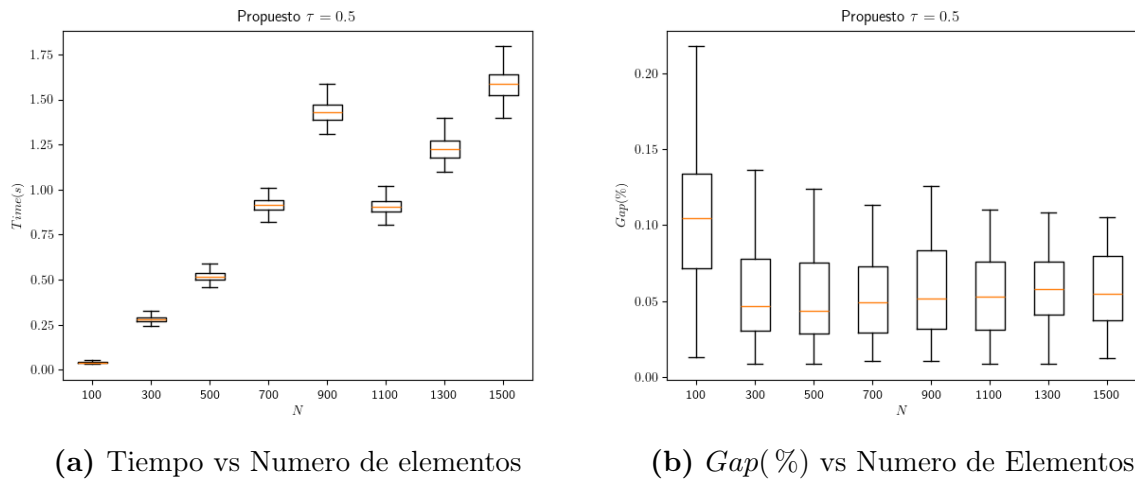 Propuesto τ = 0.5
1.75
1.50
1.25
1.00
0.75
0.50
0.25
0.00
Time(s)
100 300 500 700 900 1100 1300 1500
N
(a) Tiempo vs Numero de elementos
Propuesto τ = 0.5
0.20
0.15
0.10
0.05
0.00
Gap(%)
100 300 500 700 900 1100 1300 1500
N
(b) Gap( %) vs Numero de Elementos